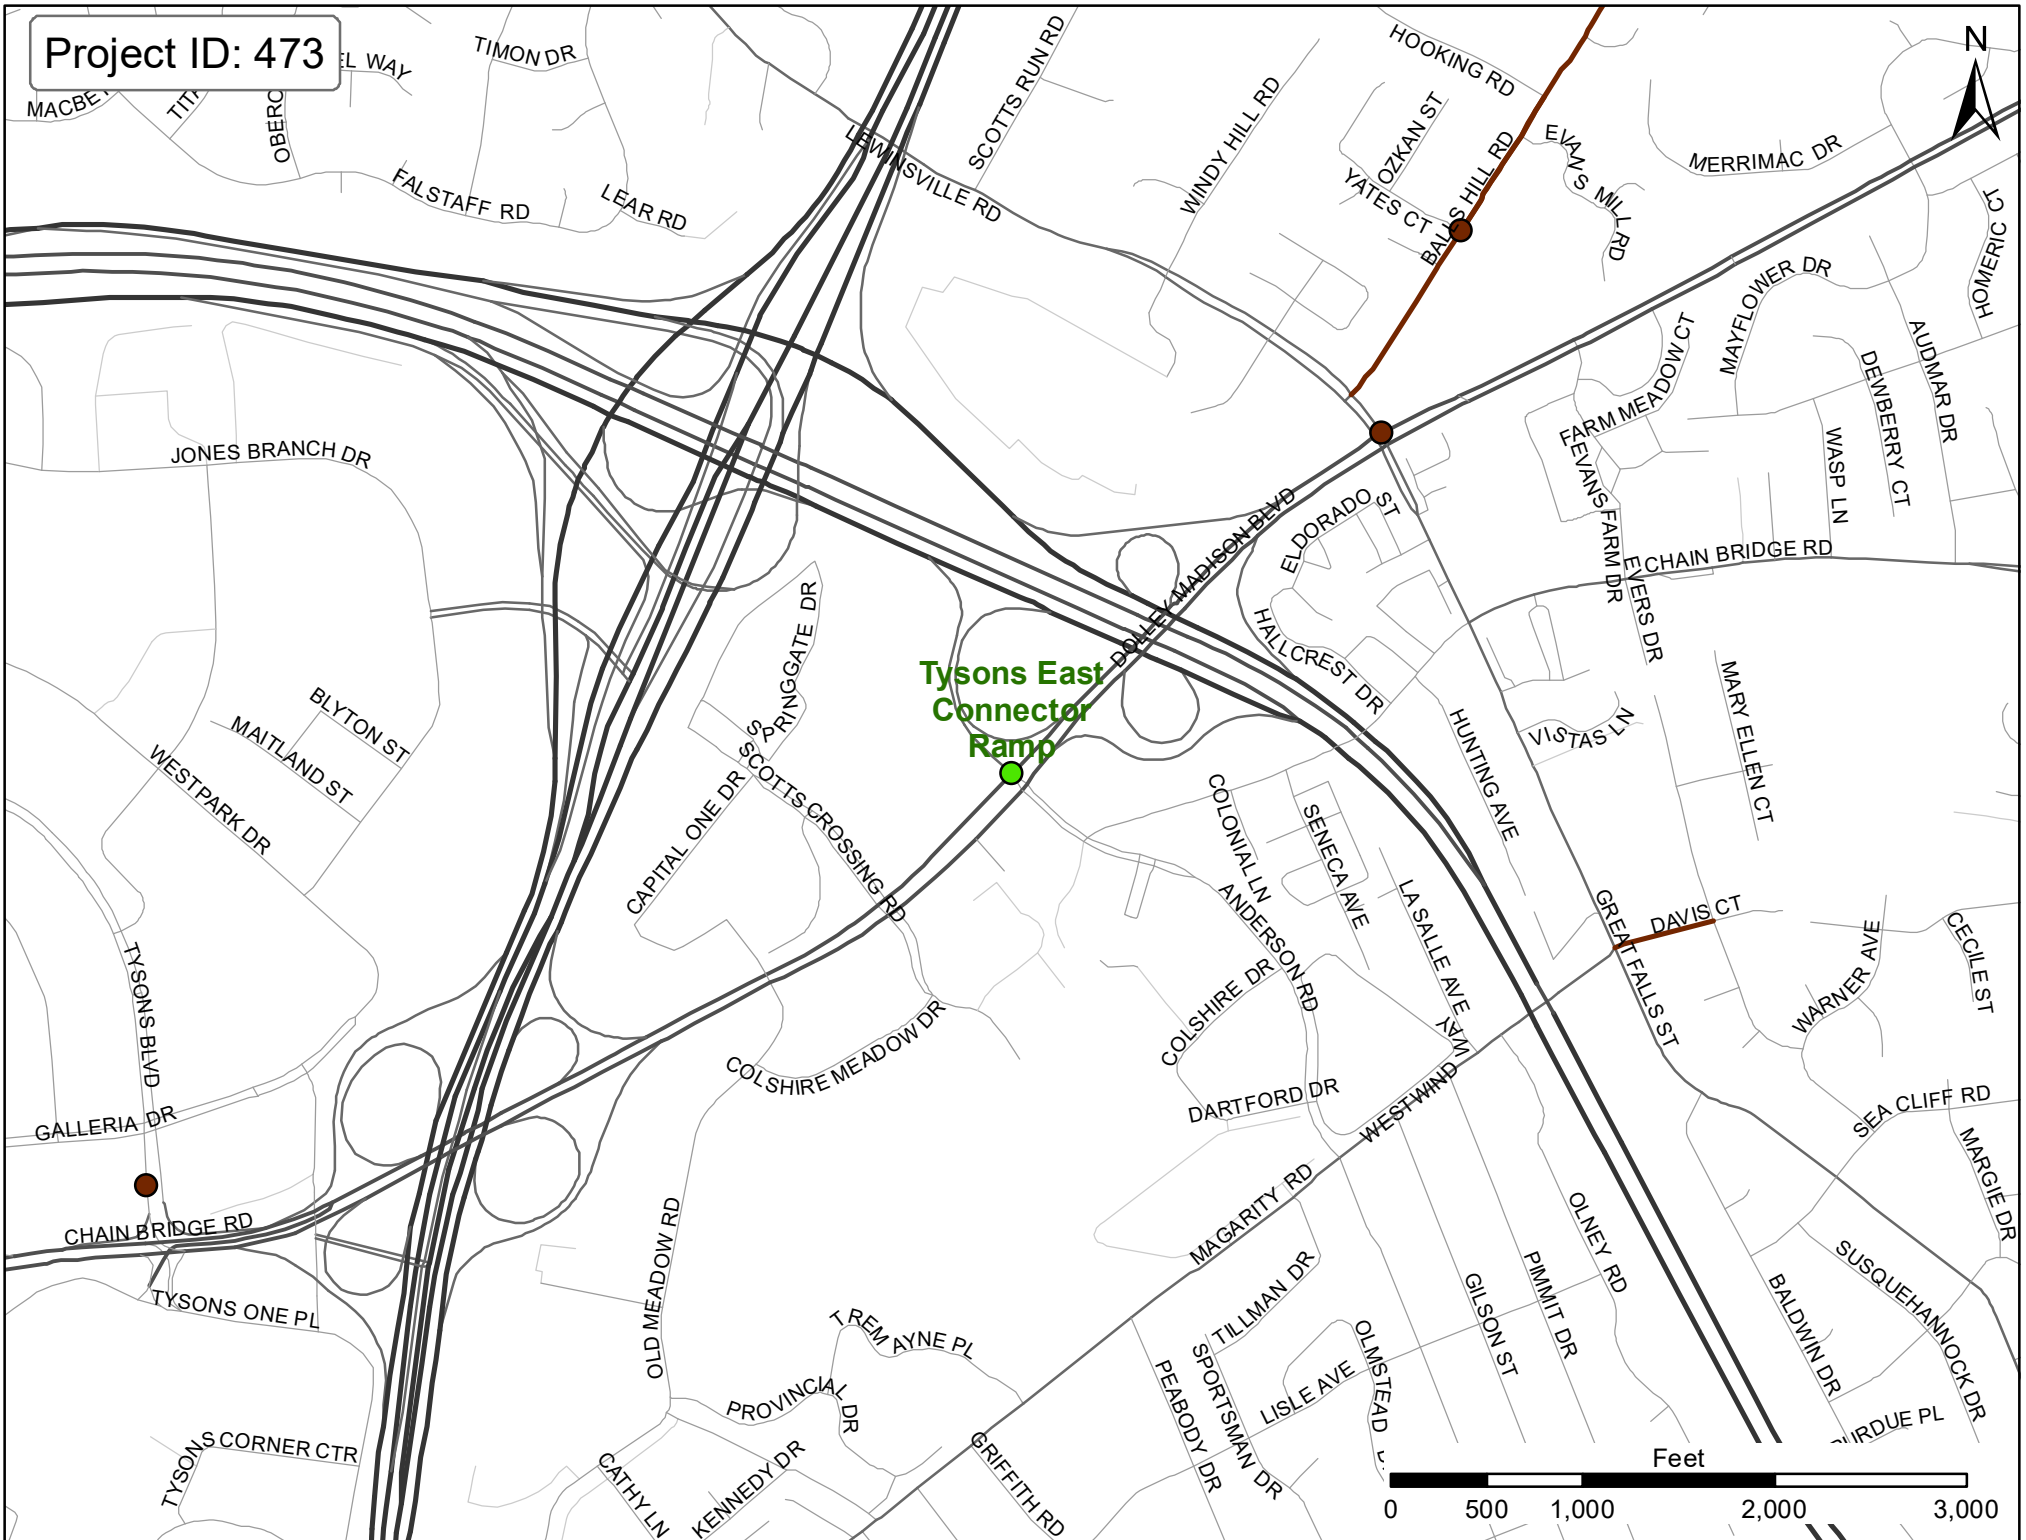 Project ID: 473
N
TIMON DR
EL WAY
FALSTAFF RD
LEAR RD
LEWINSVILLE RD
SCOTTS RUN RD
WINDY HILL RD
HOOKING RD
OZKAN ST
YATES CT
BALLS HILL RD
EVANS MILL RD
MERRIMAC DR
HOMERIC CT
MAYFLOWER DR
FARM MEADOW CT
AUDMAR DR
DEWBERRY CT
WASP LN
EVANS FARM DR
EVERS DR
CHAIN BRIDGE RD
JONES BRANCH DR
ELDORADO ST
DOLLEY MADISON BLVD
HALLCREST DR
SPRINGGATE DR
Tysons East
Connector
Ramp
BLYTON ST
MAITLAND ST
WESTPARK DR
SCOTTS CROSSING RD
CAPITAL ONE DR
COLONIAL LN
SENECA AVE
HUNTING AVE
VISTAS LN
MARY ELLEN CT
ANDERSON RD
LA SALLE AVE
GREAT FALLS ST
DAVIS CT
WARNER AVE
CECILE ST
TYSONS BLVD
COLSHIRE DR
COLSHIRE MEADOW DR
GALLERIA DR
DARTFORD DR
WESTWIND WAY
SEA CLIFF RD
MARGIE DR
CHAIN BRIDGE RD
MAGARITY RD
TYSONS ONE PL
OLD MEADOW RD
TREMAYNE PL
PROVINCIAL DR
TILLMAN DR
OLNEY RD
PIMMIT DR
GILSON ST
SUSQUEHANNOCK DR
BALDWIN DR
LISLE AVE
OLMSTEAD D
SPORTSMAN DR
PEABODY DR
TYSONS CORNER CTR
CATHY LN
KENNEDY DR
GRIFFITH RD
URDUE PL
Feet
0 500 1,000 2,000 3,000